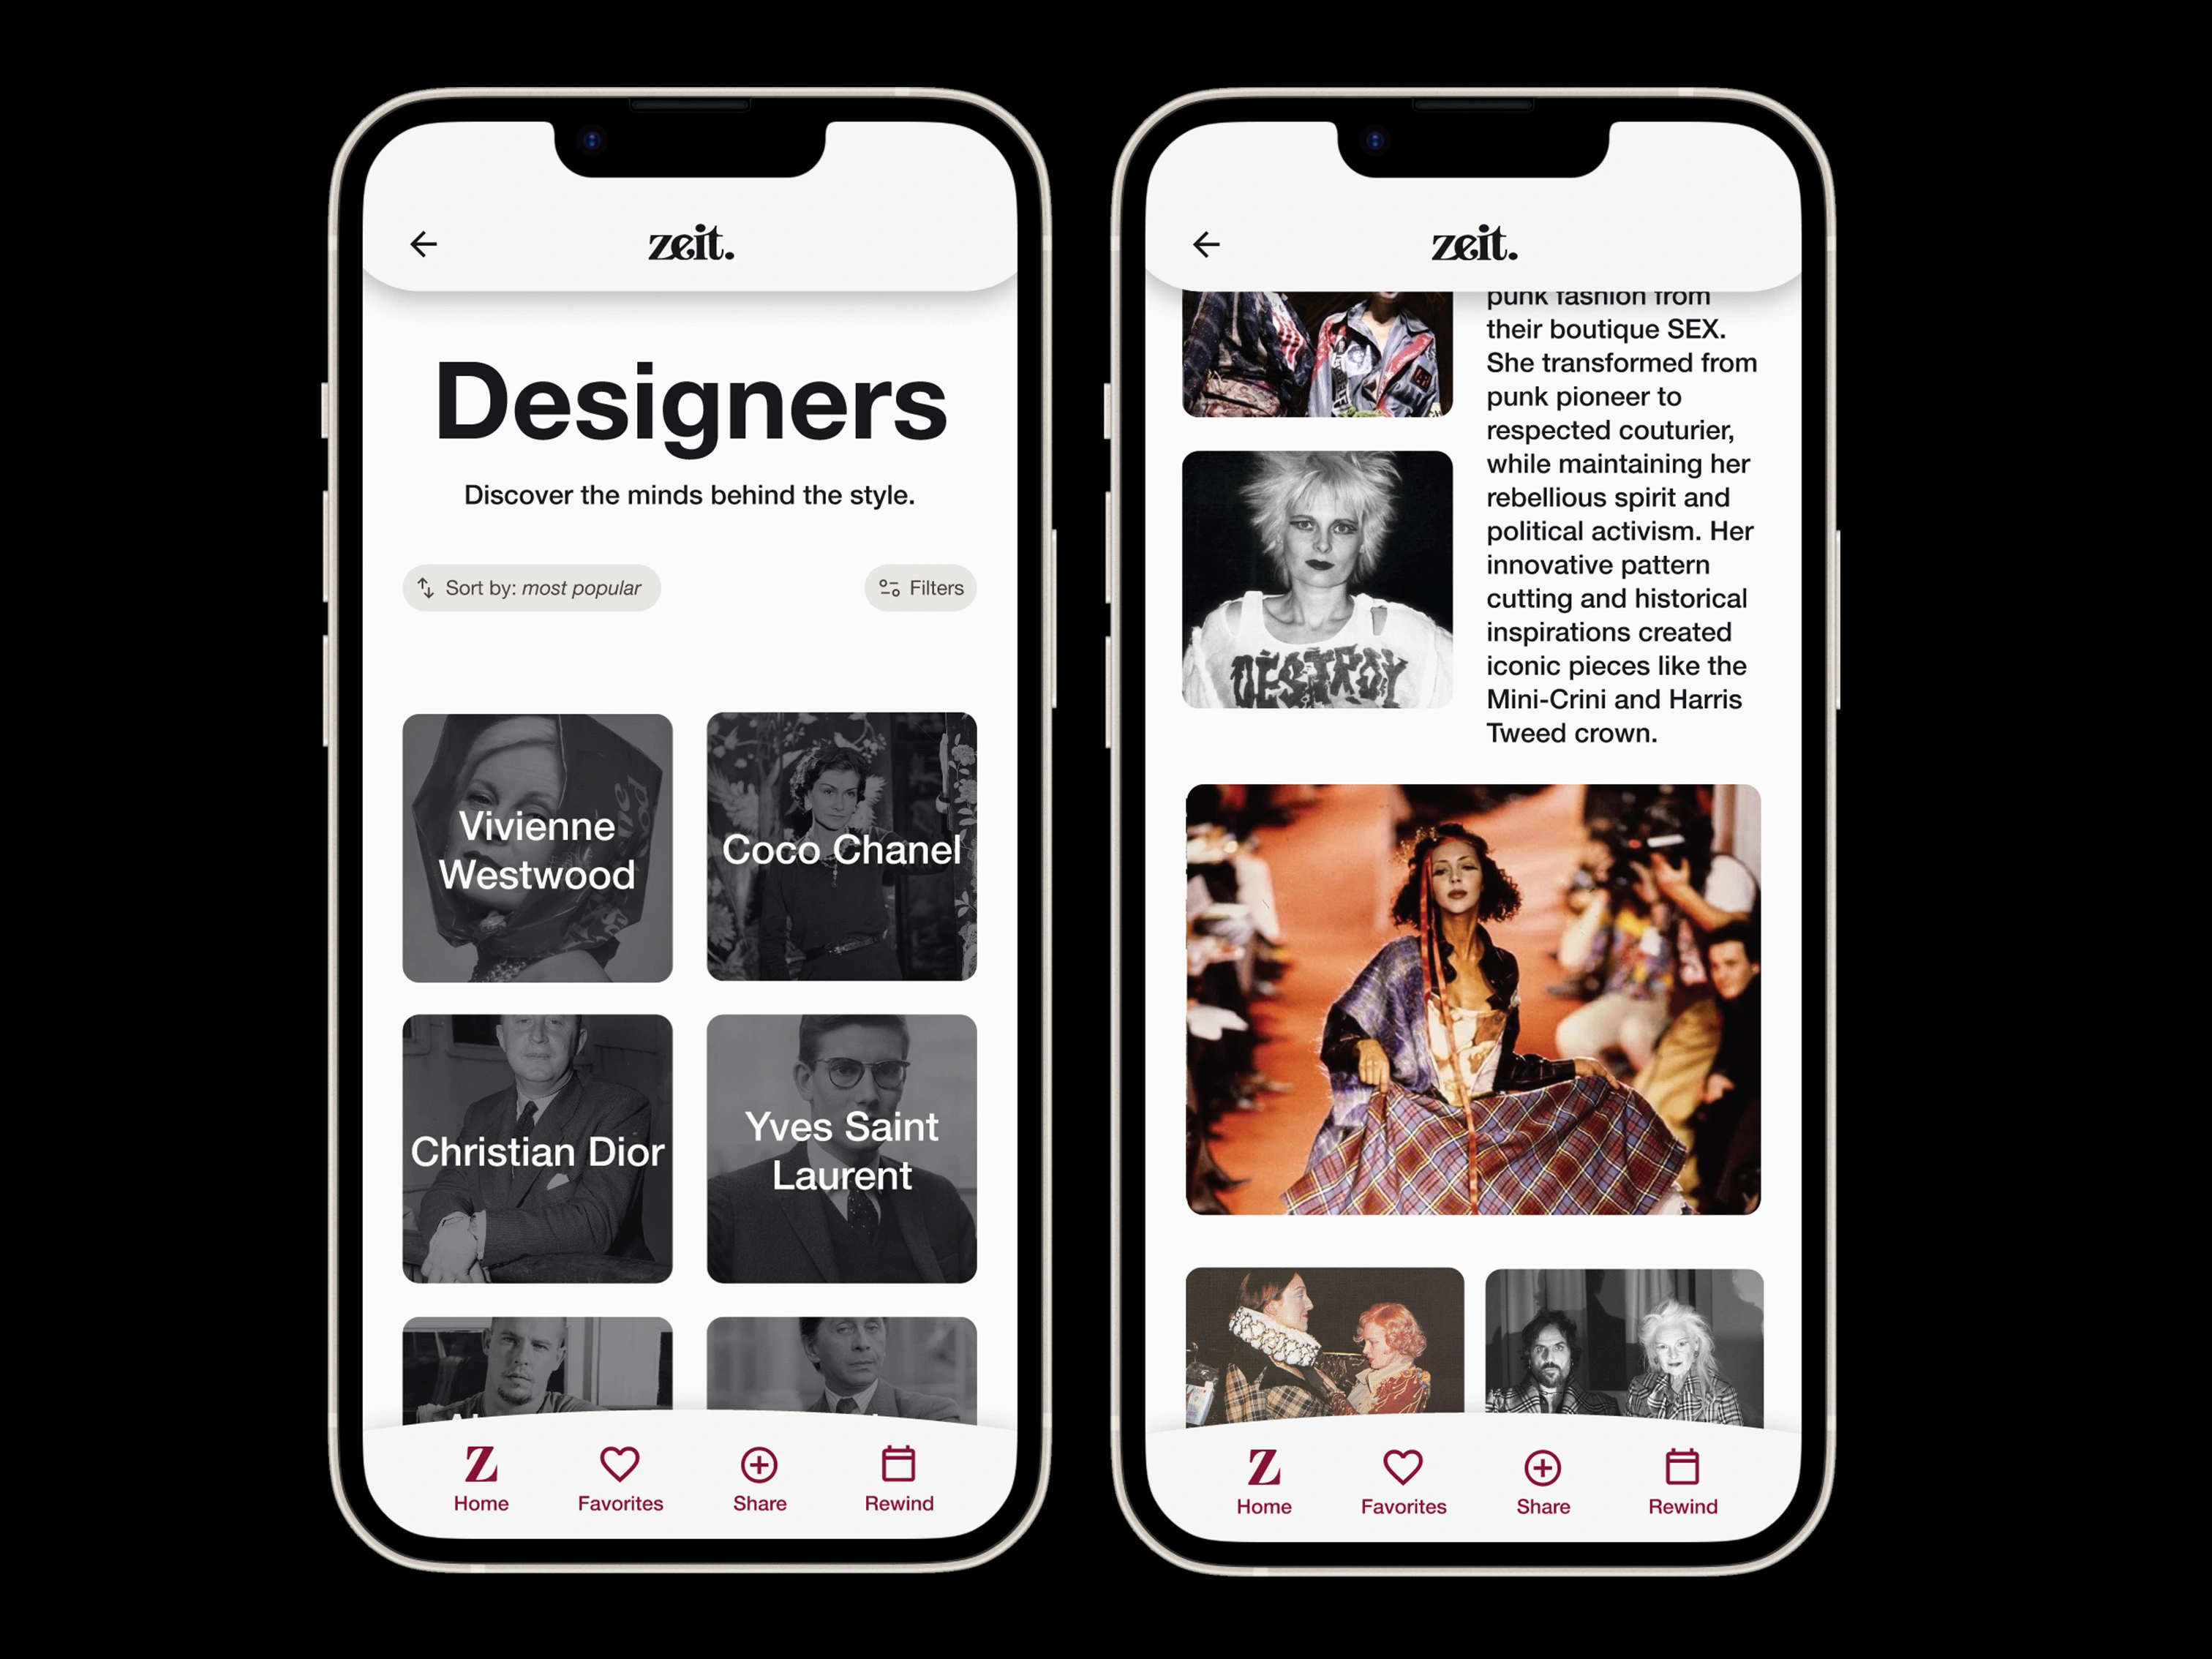 zeit.
Designers
Discover the minds behind the style.
Sort by: most popular
Filters
Vivienne
Westwood
Coco Chanel
Christian Dior
Yves Saint
Laurent
Home
Favorites
Share
Rewind
zeit.
punk fashion from
their boutique SEX.
She transformed from
punk pioneer to
respected couturier,
while maintaining her
rebellious spirit and
political activism. Her
innovative pattern
cutting and historical
inspirations created
iconic pieces like the
Mini-Crini and Harris
Tweed crown.
DESTROY
Z
Home
Favorites
Share
Rewind